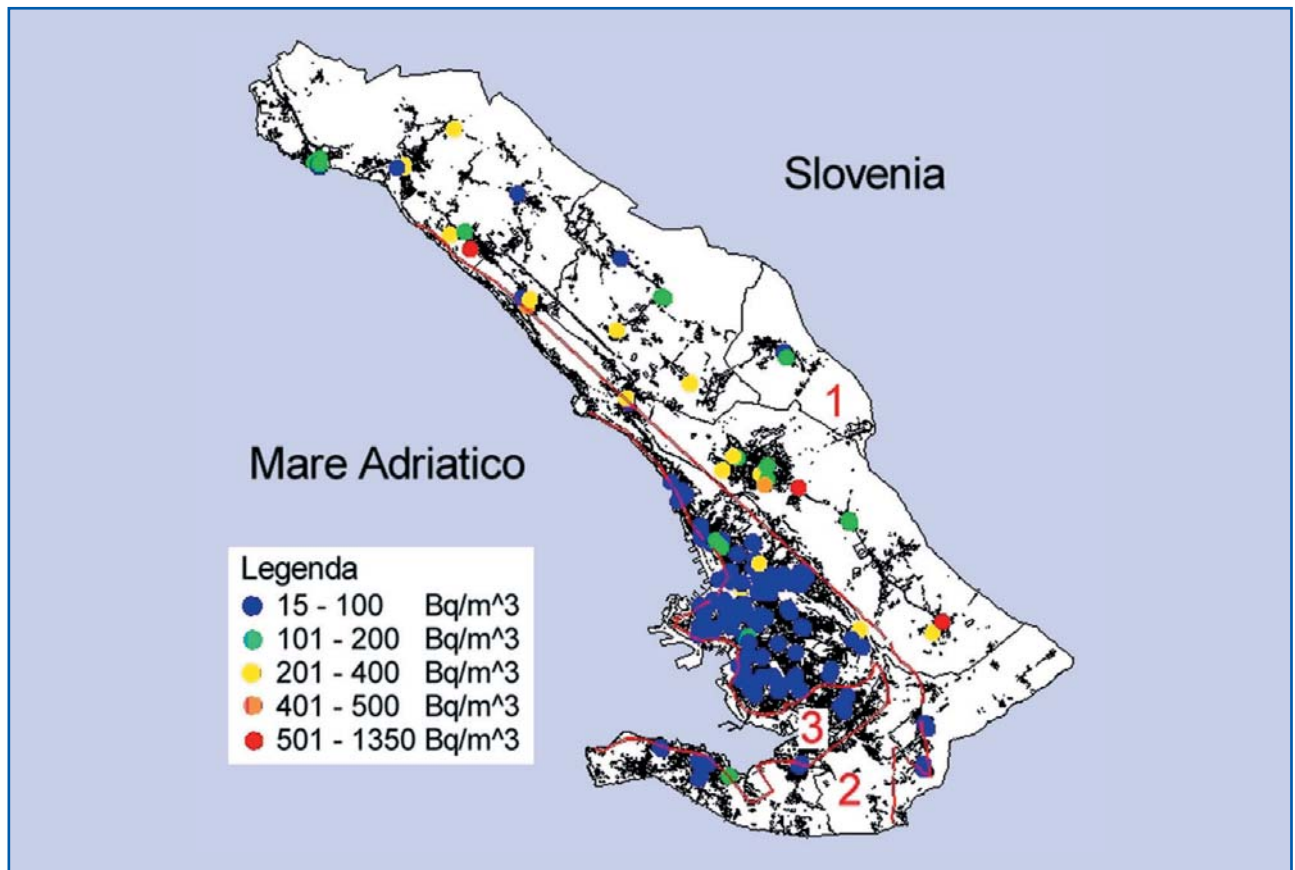 Slovenia
1
Mare Adriatico
Legenda
15 - 100 Bq/m^3
101 - 200 Bq/m^3
201 - 400 Bq/m^3
401 - 500 Bq/m^3
501 - 1350 Bq/m^3
3
2